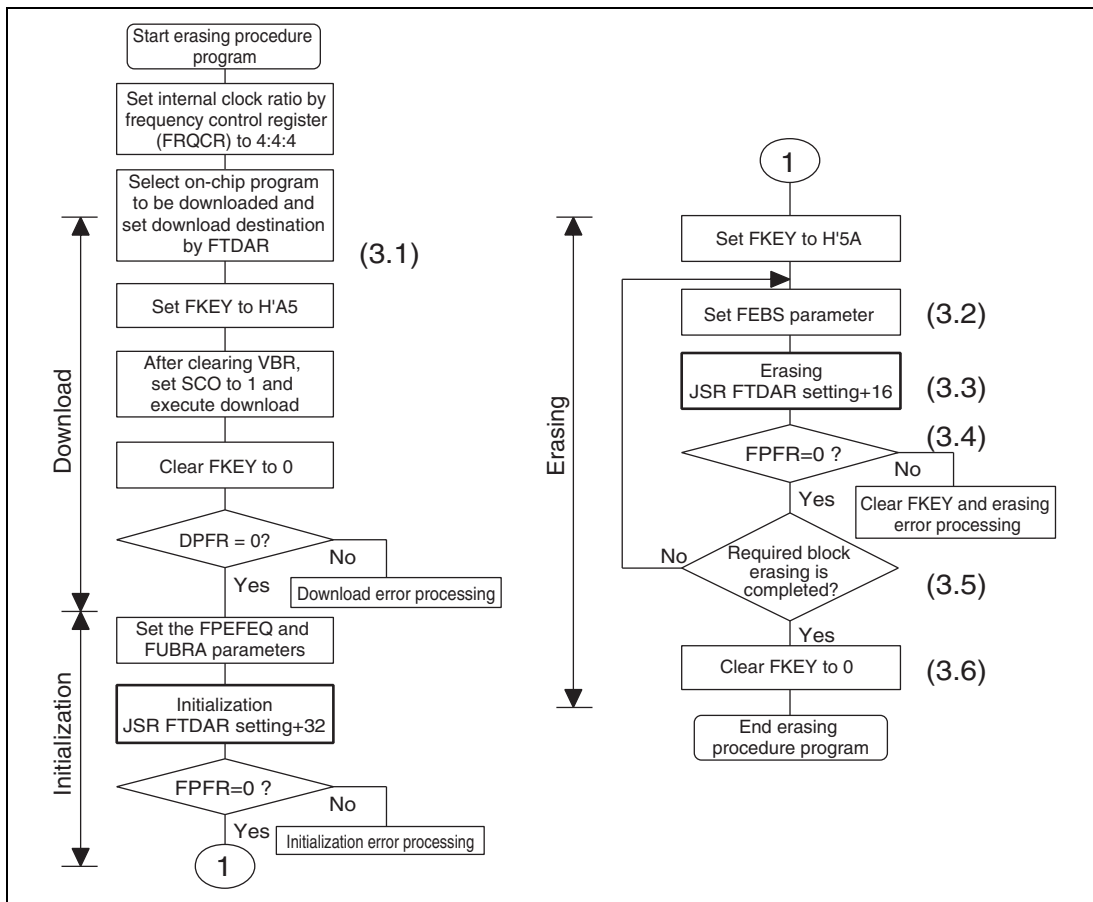 Start erasing procedure
program
Set internal clock ratio by
frequency control register
(FRQCR) to 4:4:4
Select on-chip program
to be downloaded and
set download destination
by FTDAR
(3.1)
Set FKEY to H'A5
After clearing VBR,
set SCO to 1 and
execute download
Clear FKEY to 0
DPFR = 0?
No
Yes
Download error processing
Download
Set the FPEFEQ and
FUBRA parameters
Initialization
JSR FTDAR setting+32
FPFR=0 ?
No
Yes
Initialization error processing
Initialization
1
1
Set FKEY to H'5A
Set FEBS parameter
(3.2)
Erasing
JSR FTDAR setting+16
(3.3)
(3.4)
FPFR=0 ?
No
Yes
Clear FKEY and erasing
error processing
No
Required block
erasing is
completed?
(3.5)
Yes
Clear FKEY to 0
(3.6)
Erasing
End erasing
procedure program